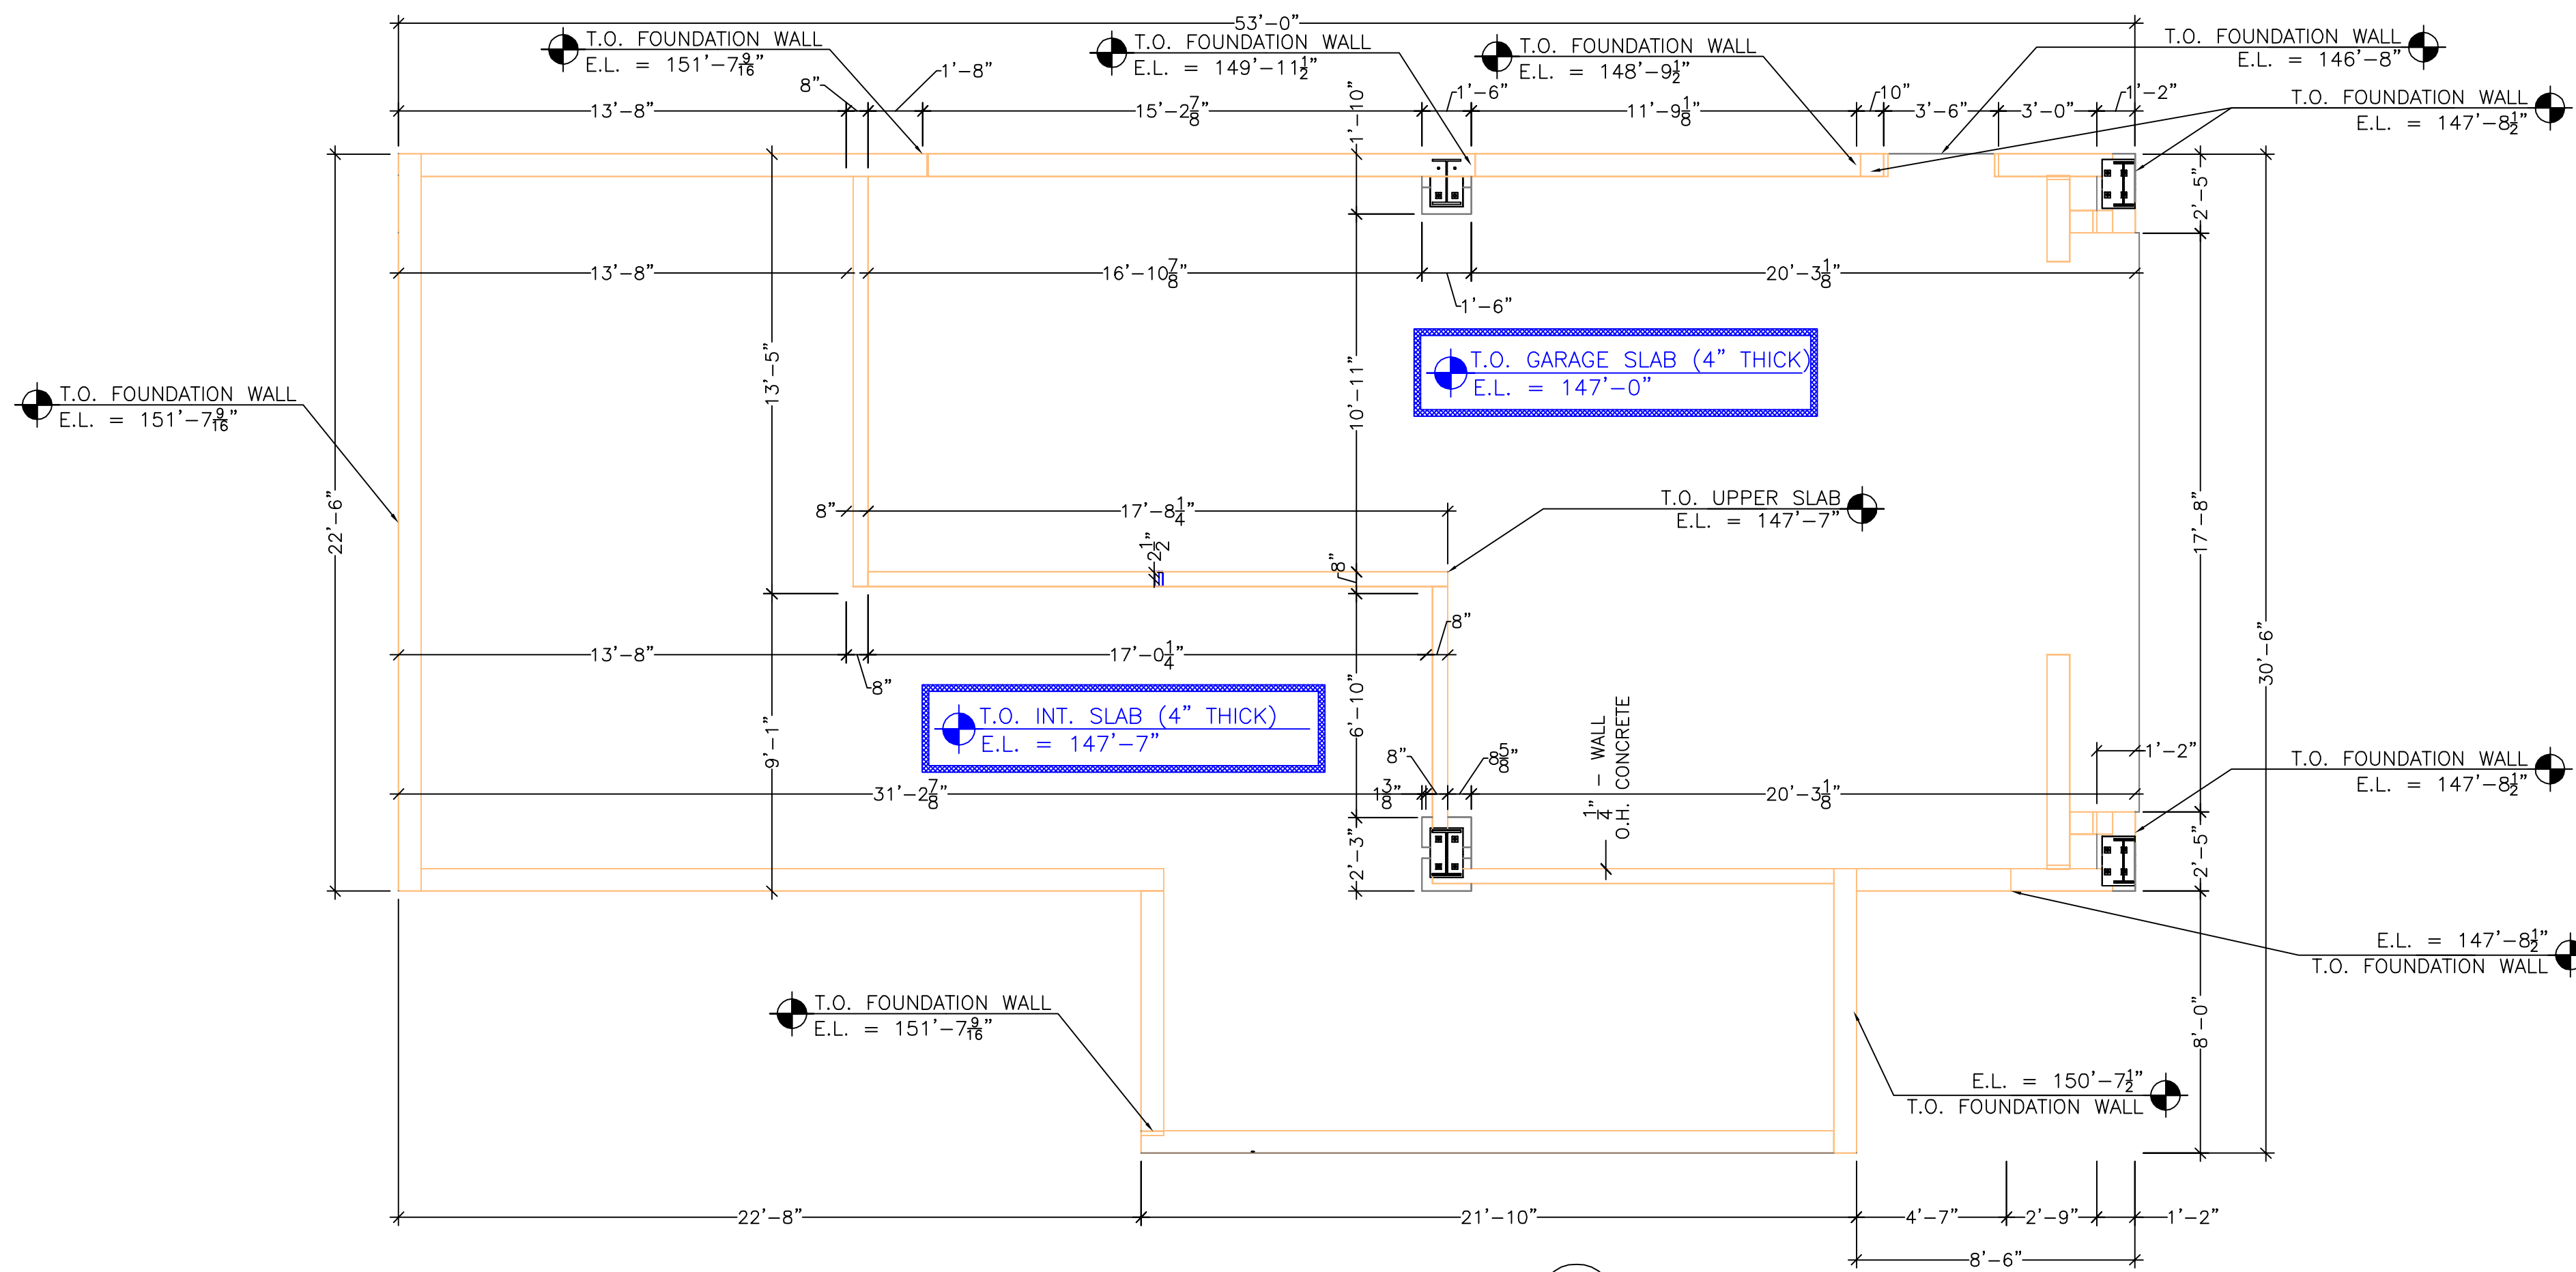 53'-0"
T.O. FOUNDATION WALL
E.L. = 151'-7 9/16"
T.O. FOUNDATION WALL
E.L. = 149'-11 1/2"
T.O. FOUNDATION WALL
E.L. = 148'-9 1/2"
T.O. FOUNDATION WALL
E.L. = 146'-8"
T.O. FOUNDATION WALL
E.L. = 147'-8 1/2"
13'-8"
8"
1'-8"
15'-2 7/8"
1'-10"
1'-6"
11'-9 1/8"
10"
3'-6"
3'-0"
1'-2"
2'-5"
13'-8"
16'-10 7/8"
1'-6"
20'-3 1/8"
T.O. GARAGE SLAB (4" THICK)
E.L. = 147'-0"
13'-5"
10'-11"
T.O. FOUNDATION WALL
E.L. = 151'-7 9/16"
22'-6"
8"
17'-8 1/4"
T.O. UPPER SLAB
E.L. = 147'-7"
17'-8"
2 1/2"
8"
30'-6"
13'-8"
8"
17'-0 1/4"
8"
6'-10"
T.O. INT. SLAB (4" THICK)
E.L. = 147'-7"
9'-1"
1/4" - WALL
O.H. CONCRETE
8"
8 5/8"
1'-2"
31'-2 7/8"
1 3/8"
20'-3 1/8"
T.O. FOUNDATION WALL
E.L. = 147'-8 1/2"
2'-3"
2'-5"
E.L. = 147'-8 1/2"
T.O. FOUNDATION WALL
T.O. FOUNDATION WALL
E.L. = 151'-7 9/16"
8'-0"
E.L. = 150'-7 1/2"
T.O. FOUNDATION WALL
22'-8"
21'-10"
4'-7"
2'-9"
1'-2"
8'-6"